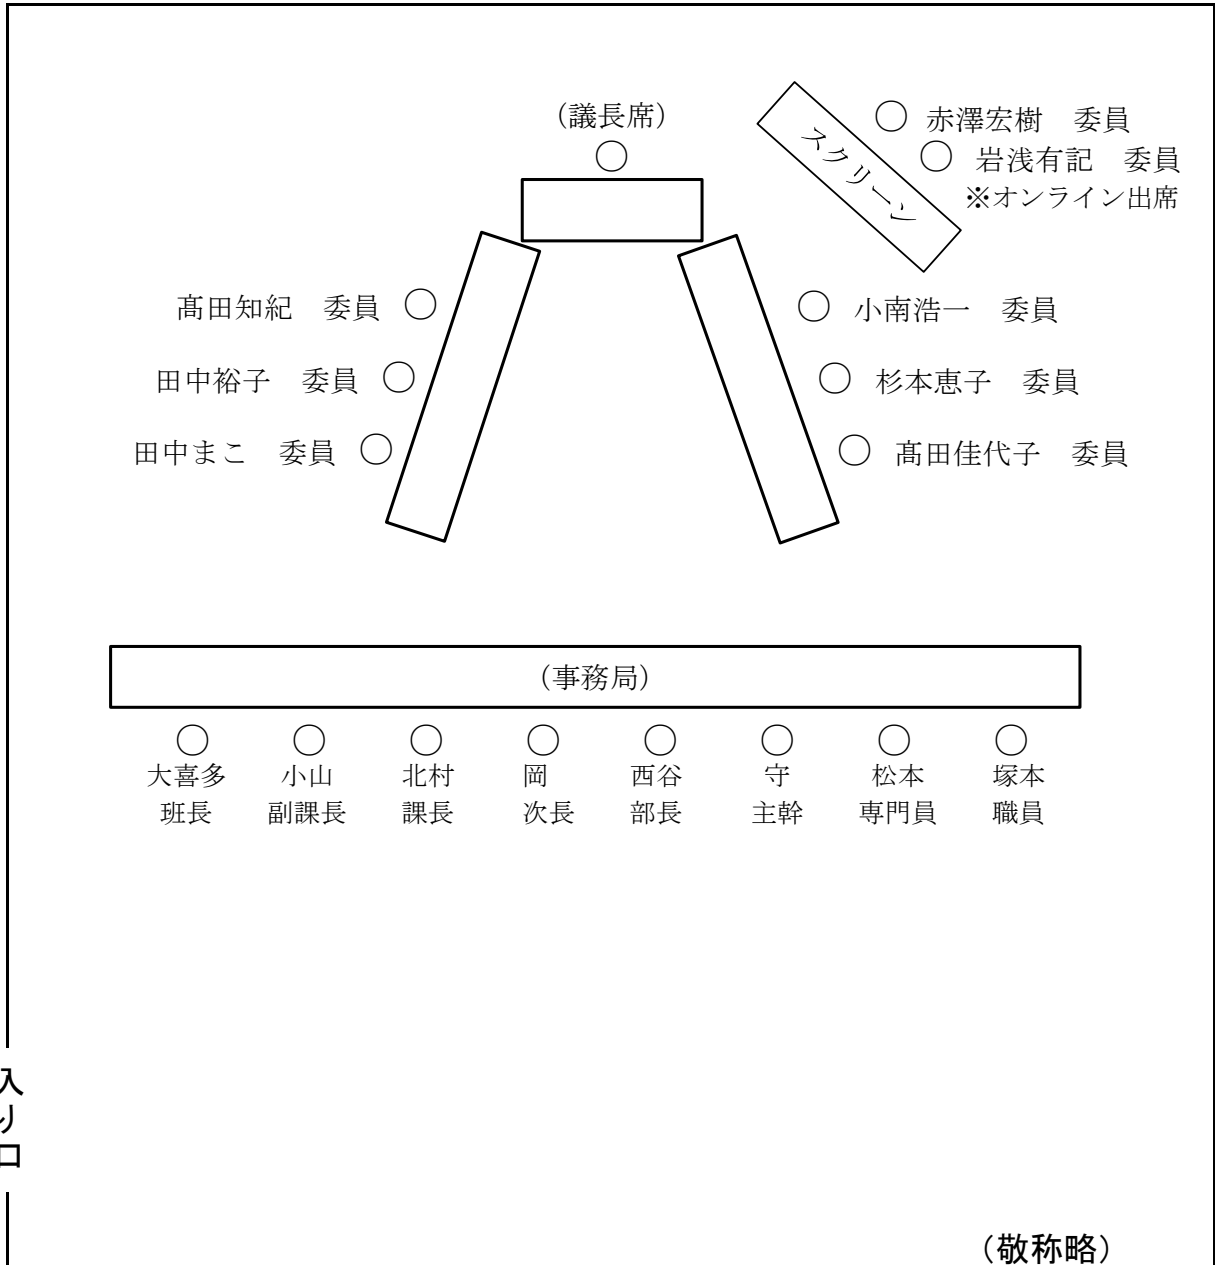 （議長席）
スクリーン
赤澤宏樹　委員
岩浅有記　委員
※オンライン出席
髙田知紀　委員
小南浩一　委員
田中裕子　委員
杉本恵子　委員
田中まこ　委員
髙田佳代子　委員
（事務局）
大喜多　小山　北村　岡　西谷　守　松本　塚本
班長　副課長　課長　次長　部長　主幹　専門員　職員
入り口
（敬称略）